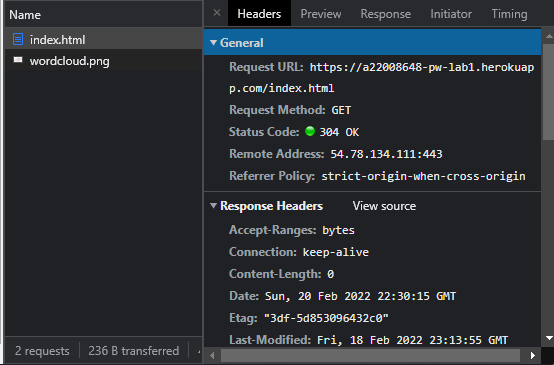 Name
index.html
wordcloud.png
2 requests 236 B transferred
× Headers Preview Response Initiator Timing
General
Request URL: https://a22008648-pw-lab1.herokuap
p.com/index.html
Request Method: GET
Status Code: 304 OK
Remote Address: 54.78.134.111:443
Referrer Policy: strict-origin-when-cross-origin
Response Headers View source
Accept-Ranges: bytes
Connection: keep-alive
Content-Length: 0
Date: Sun, 20 Feb 2022 22:30:15 GMT
Etag: "3df-5d853096432c0"
Last-Modified: Fri, 18 Feb 2022 23:13:55 GMT